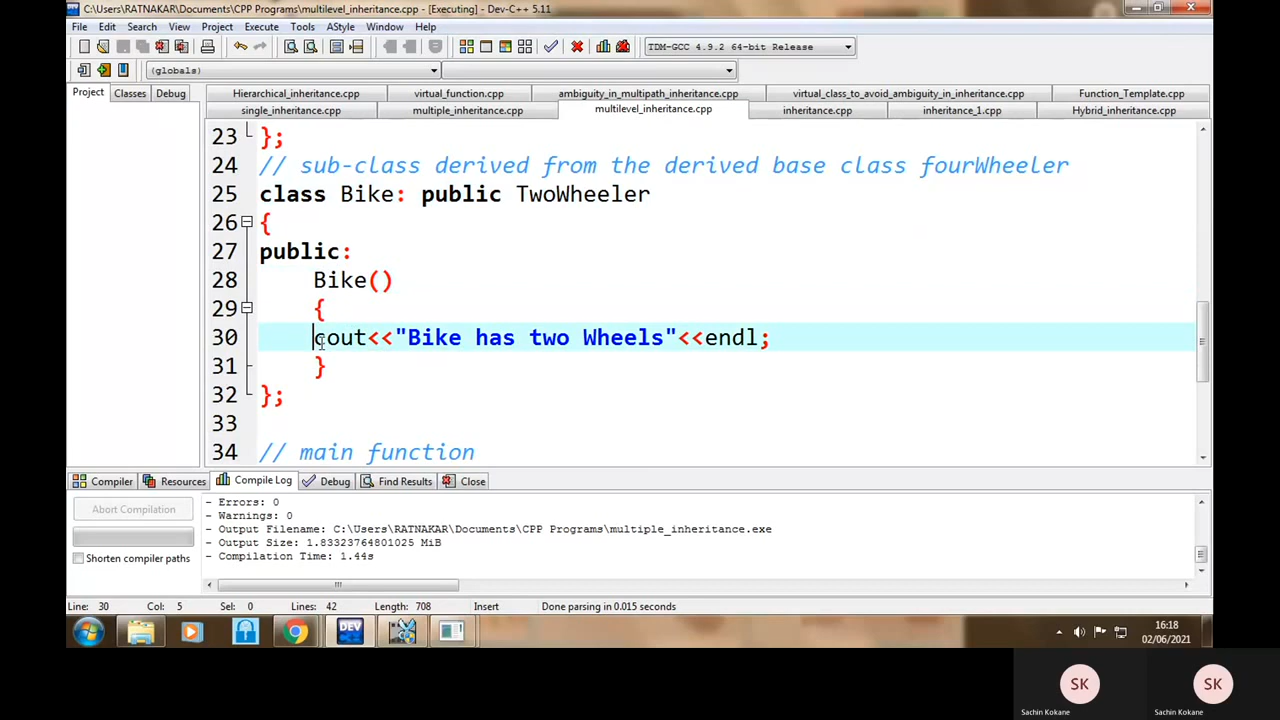 C:\Users\RATNAKAR\Documents\CPP Programs\multilevel_inheritance.cpp - [Executing] - Dev-C++ 5.11
File Edit Search View Project Execute Tools AStyle Window Help
TDM-GCC 4.9.2 64-bit Release
(globals)
Project Classes Debug
Hierarchical_inheritance.cpp virtual_function.cpp ambiguity_in_multipath_inheritance.cpp virtual_class_to_avoid_ambiguity_in_inheritance.cpp Function_Template.cpp
single_inheritance.cpp multiple_inheritance.cpp multilevel_inheritance.cpp inheritance.cpp inheritance_1.cpp Hybrid_inheritance.cpp
23 };
24 // sub-class derived from the derived base class fourWheeler
25 class Bike: public TwoWheeler
26 {
27 public:
28 Bike()
29 {
30 cout<<"Bike has two Wheels"<<endl;
31 }
32 };
33
34 // main function
Compiler Resources Compile Log Debug Find Results Close
Abort Compilation
Shorten compiler paths
- Errors: 0
- Warnings: 0
- Output Filename: C:\Users\RATNAKAR\Documents\CPP Programs\multiple_inheritance.exe
- Output Size: 1.83323764801025 MiB
- Compilation Time: 1.44s
Line: 30 Col: 5 Sel: 0 Lines: 42 Length: 708 Insert Done parsing in 0.015 seconds
DEV
16:18
02/06/2021
SK SK
Sachin Kokane Sachin Kokane